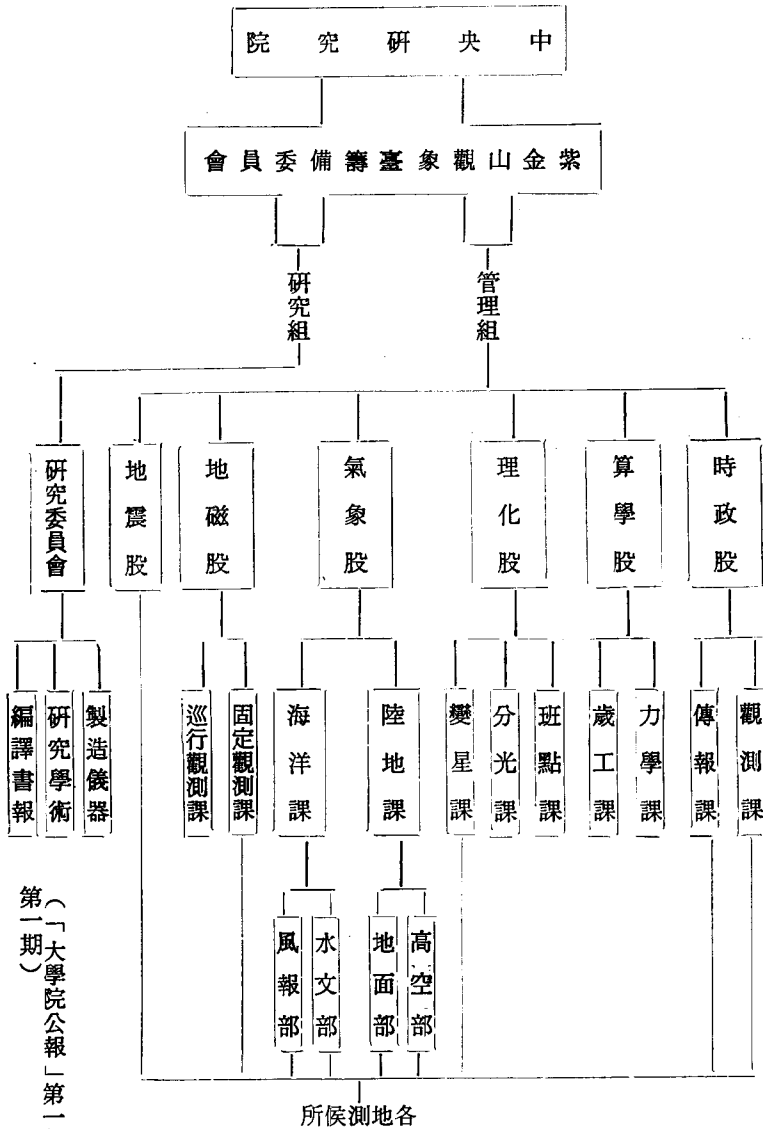 中央研究院
紫金山觀象臺籌備委員會
管理組
研究組
時政股
算學股
理化股
氣象股
地磁股
地震股
研究委員會
觀測課
傳報課
力學課
歲工課
班點課
分光課
變星課
陸地課
海洋課
固定觀測課
巡行觀測課
製造儀器
研究學術
編譯書報
高空部
地面部
水文部
風報部
各地測候所
（「大學院公報」第一
第一期）